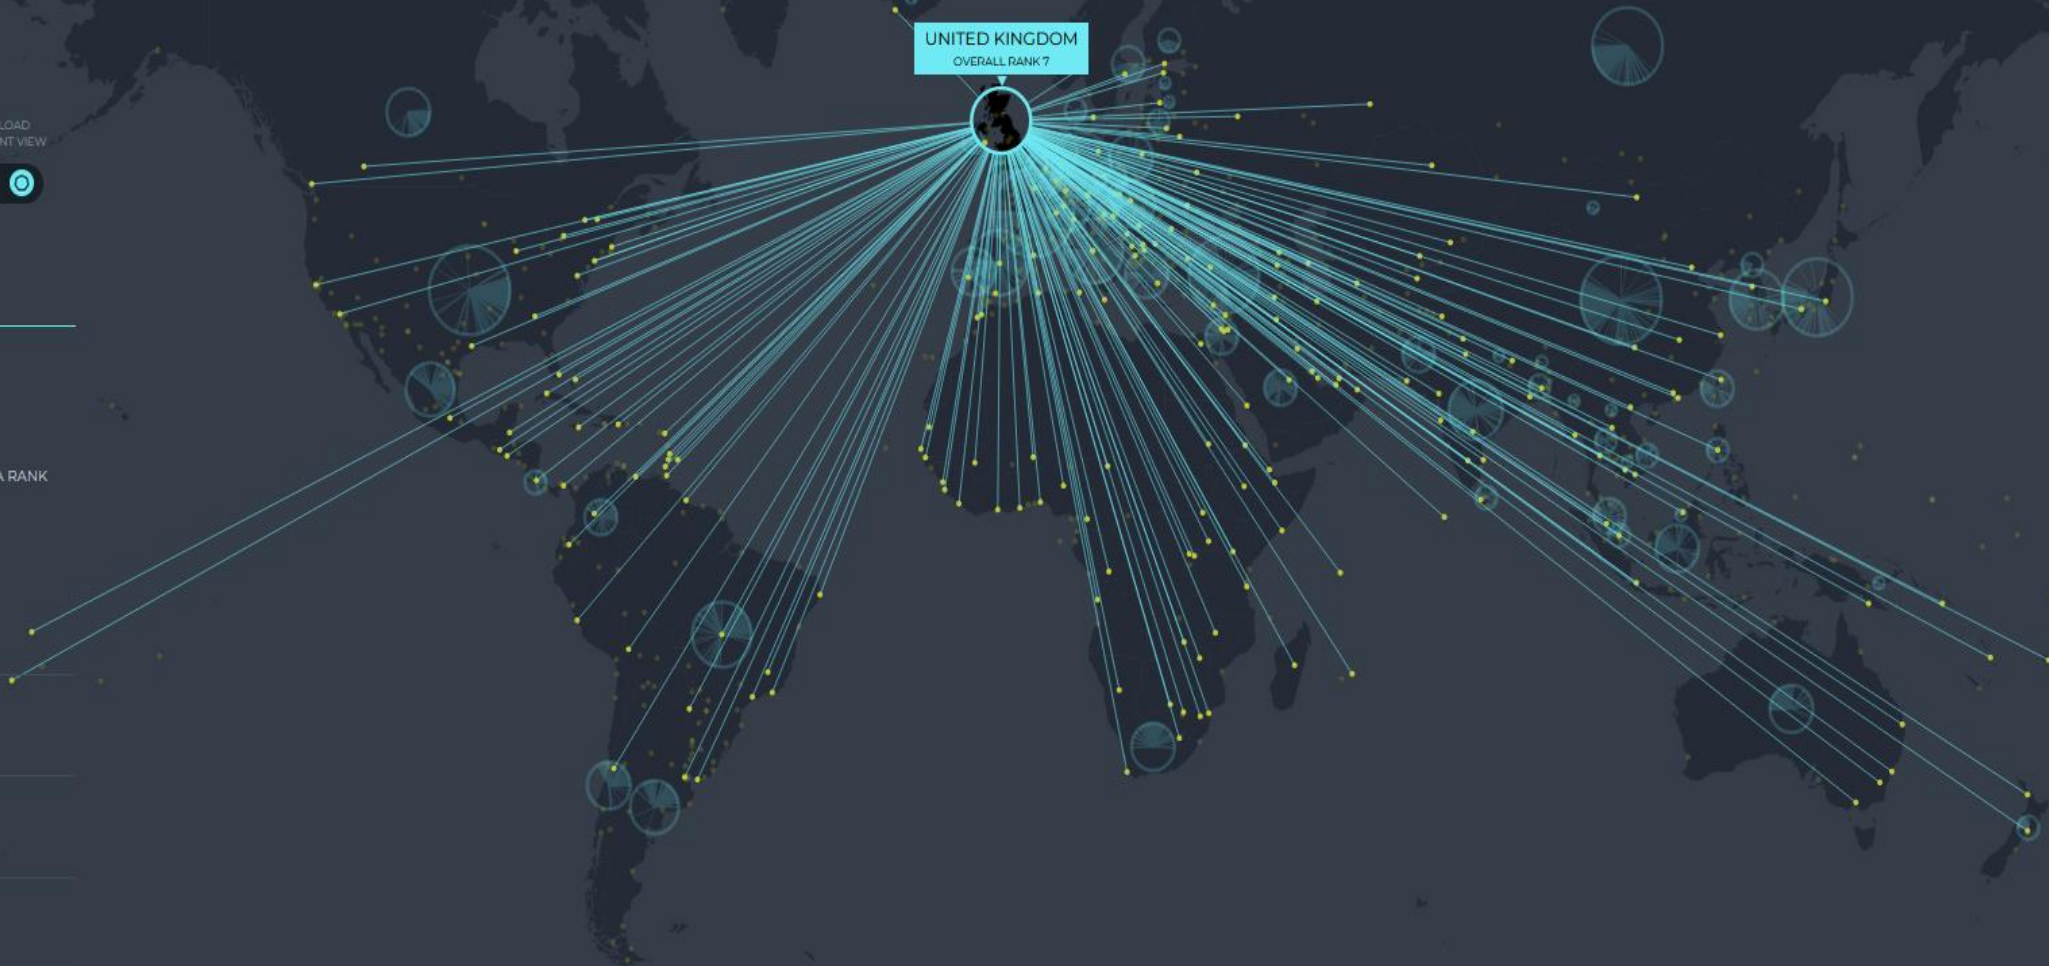 UNITED KINGDOM
OVERALL RANK 7
LOAD
NT VIEW
A RANK